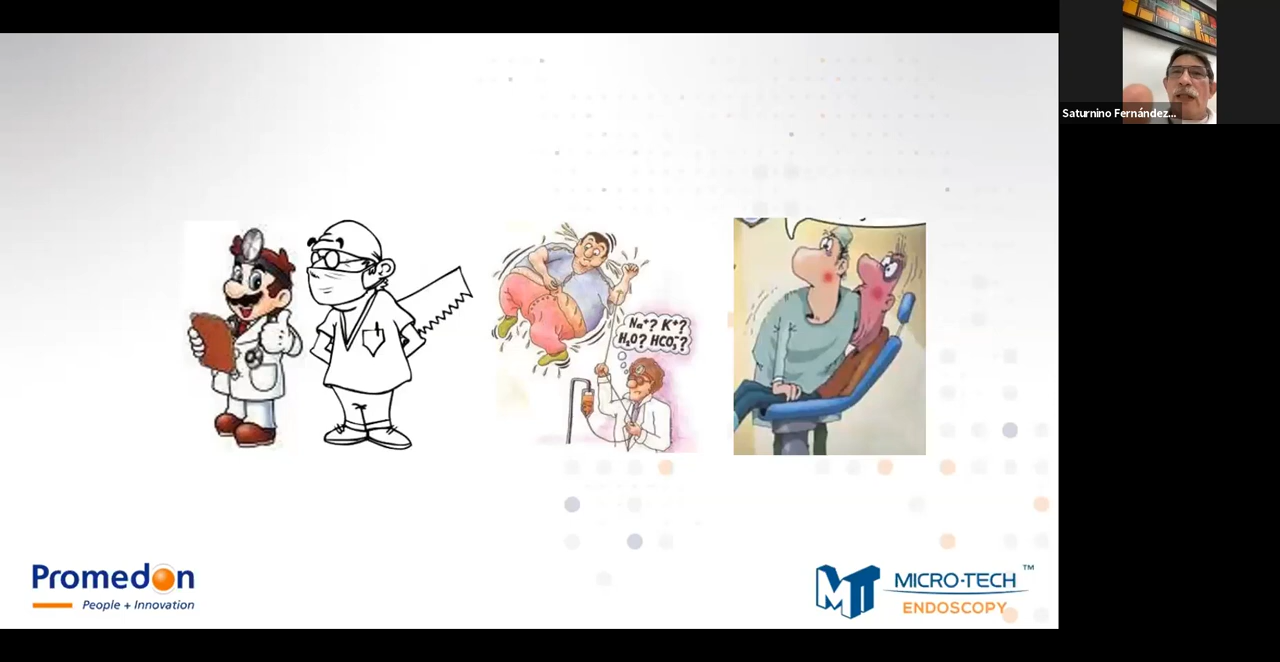 Saturnino Fernández...
Na⁺? K⁺?
H₂O? HCO₃⁻?
Promedon
People + Innovation
MICRO-TECH™
ENDOSCOPY